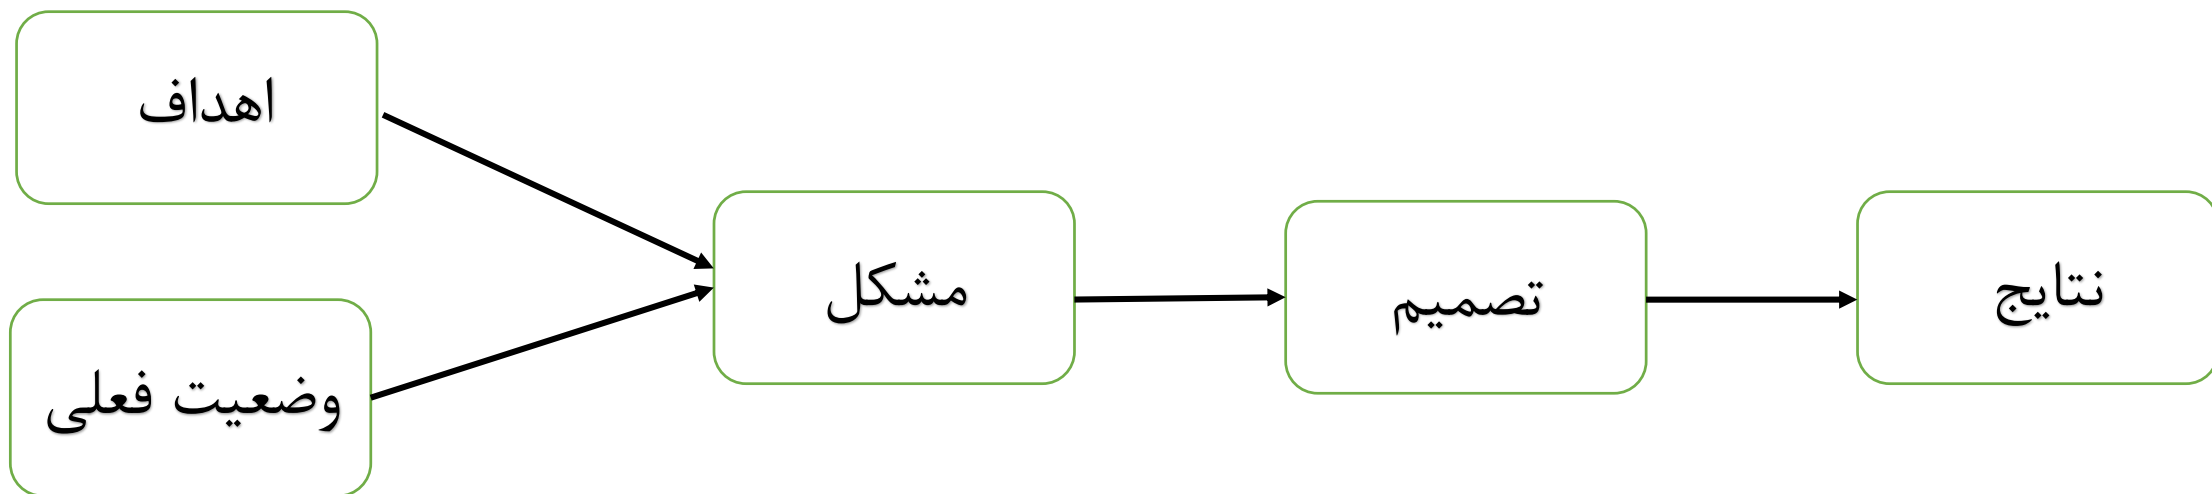 اهداف
وضعیت فعلی
مشکل
تصمیم
نتایج